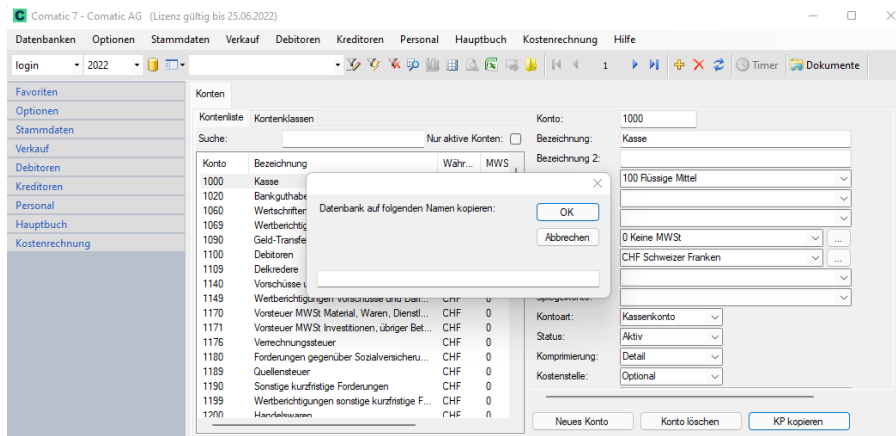 Comatic 7 - Comatic AG   (Lizenz gültig bis 25.06.2022)
Datenbanken Optionen Stammdaten Verkauf Debitoren Kreditoren Personal Hauptbuch Kostenrechnung Hilfe
login 2022 1 Timer Dokumente
Favoriten
Optionen
Stammdaten
Verkauf
Debitoren
Kreditoren
Personal
Hauptbuch
Kostenrechnung
Konten
Kontenliste Kontenklassen
Suche: Nur aktive Konten:
Konto Bezeichnung Währ... MWS
1000 Kasse
1020
1060 Wertschriften
1069
1090
1100 Debitoren
1109 Delkredere
1140
1149 Wertberichtigungen Vorschüsse und Darl... CHF 0
1170 Vorsteuer MWSt Material, Waren, Dienstl... CHF 0
1171 Vorsteuer MWSt Investitionen, übriger Bet... CHF 0
1176 Verrechnungssteuer CHF 0
1180 Forderungen gegenüber Sozialversicheru... CHF 0
1189 Quellensteuer CHF 0
1190 Sonstige kurzfristige Forderungen CHF 0
1199 Wertberichtigungen sonstige kurzfristige F... CHF 0
1200 Handelswaren CHF 0
Datenbank auf folgenden Namen kopieren:
OK
Abbrechen
Konto: 1000
Bezeichnung: Kasse
Bezeichnung 2:
100 Flüssige Mittel
0 Keine MWSt ...
CHF Schweizer Franken ...
Spiegelkonto:
Kontoart: Kassenkonto
Status: Aktiv
Komprimierung: Detail
Kostenstelle: Optional
Neues Konto Konto löschen KP kopieren